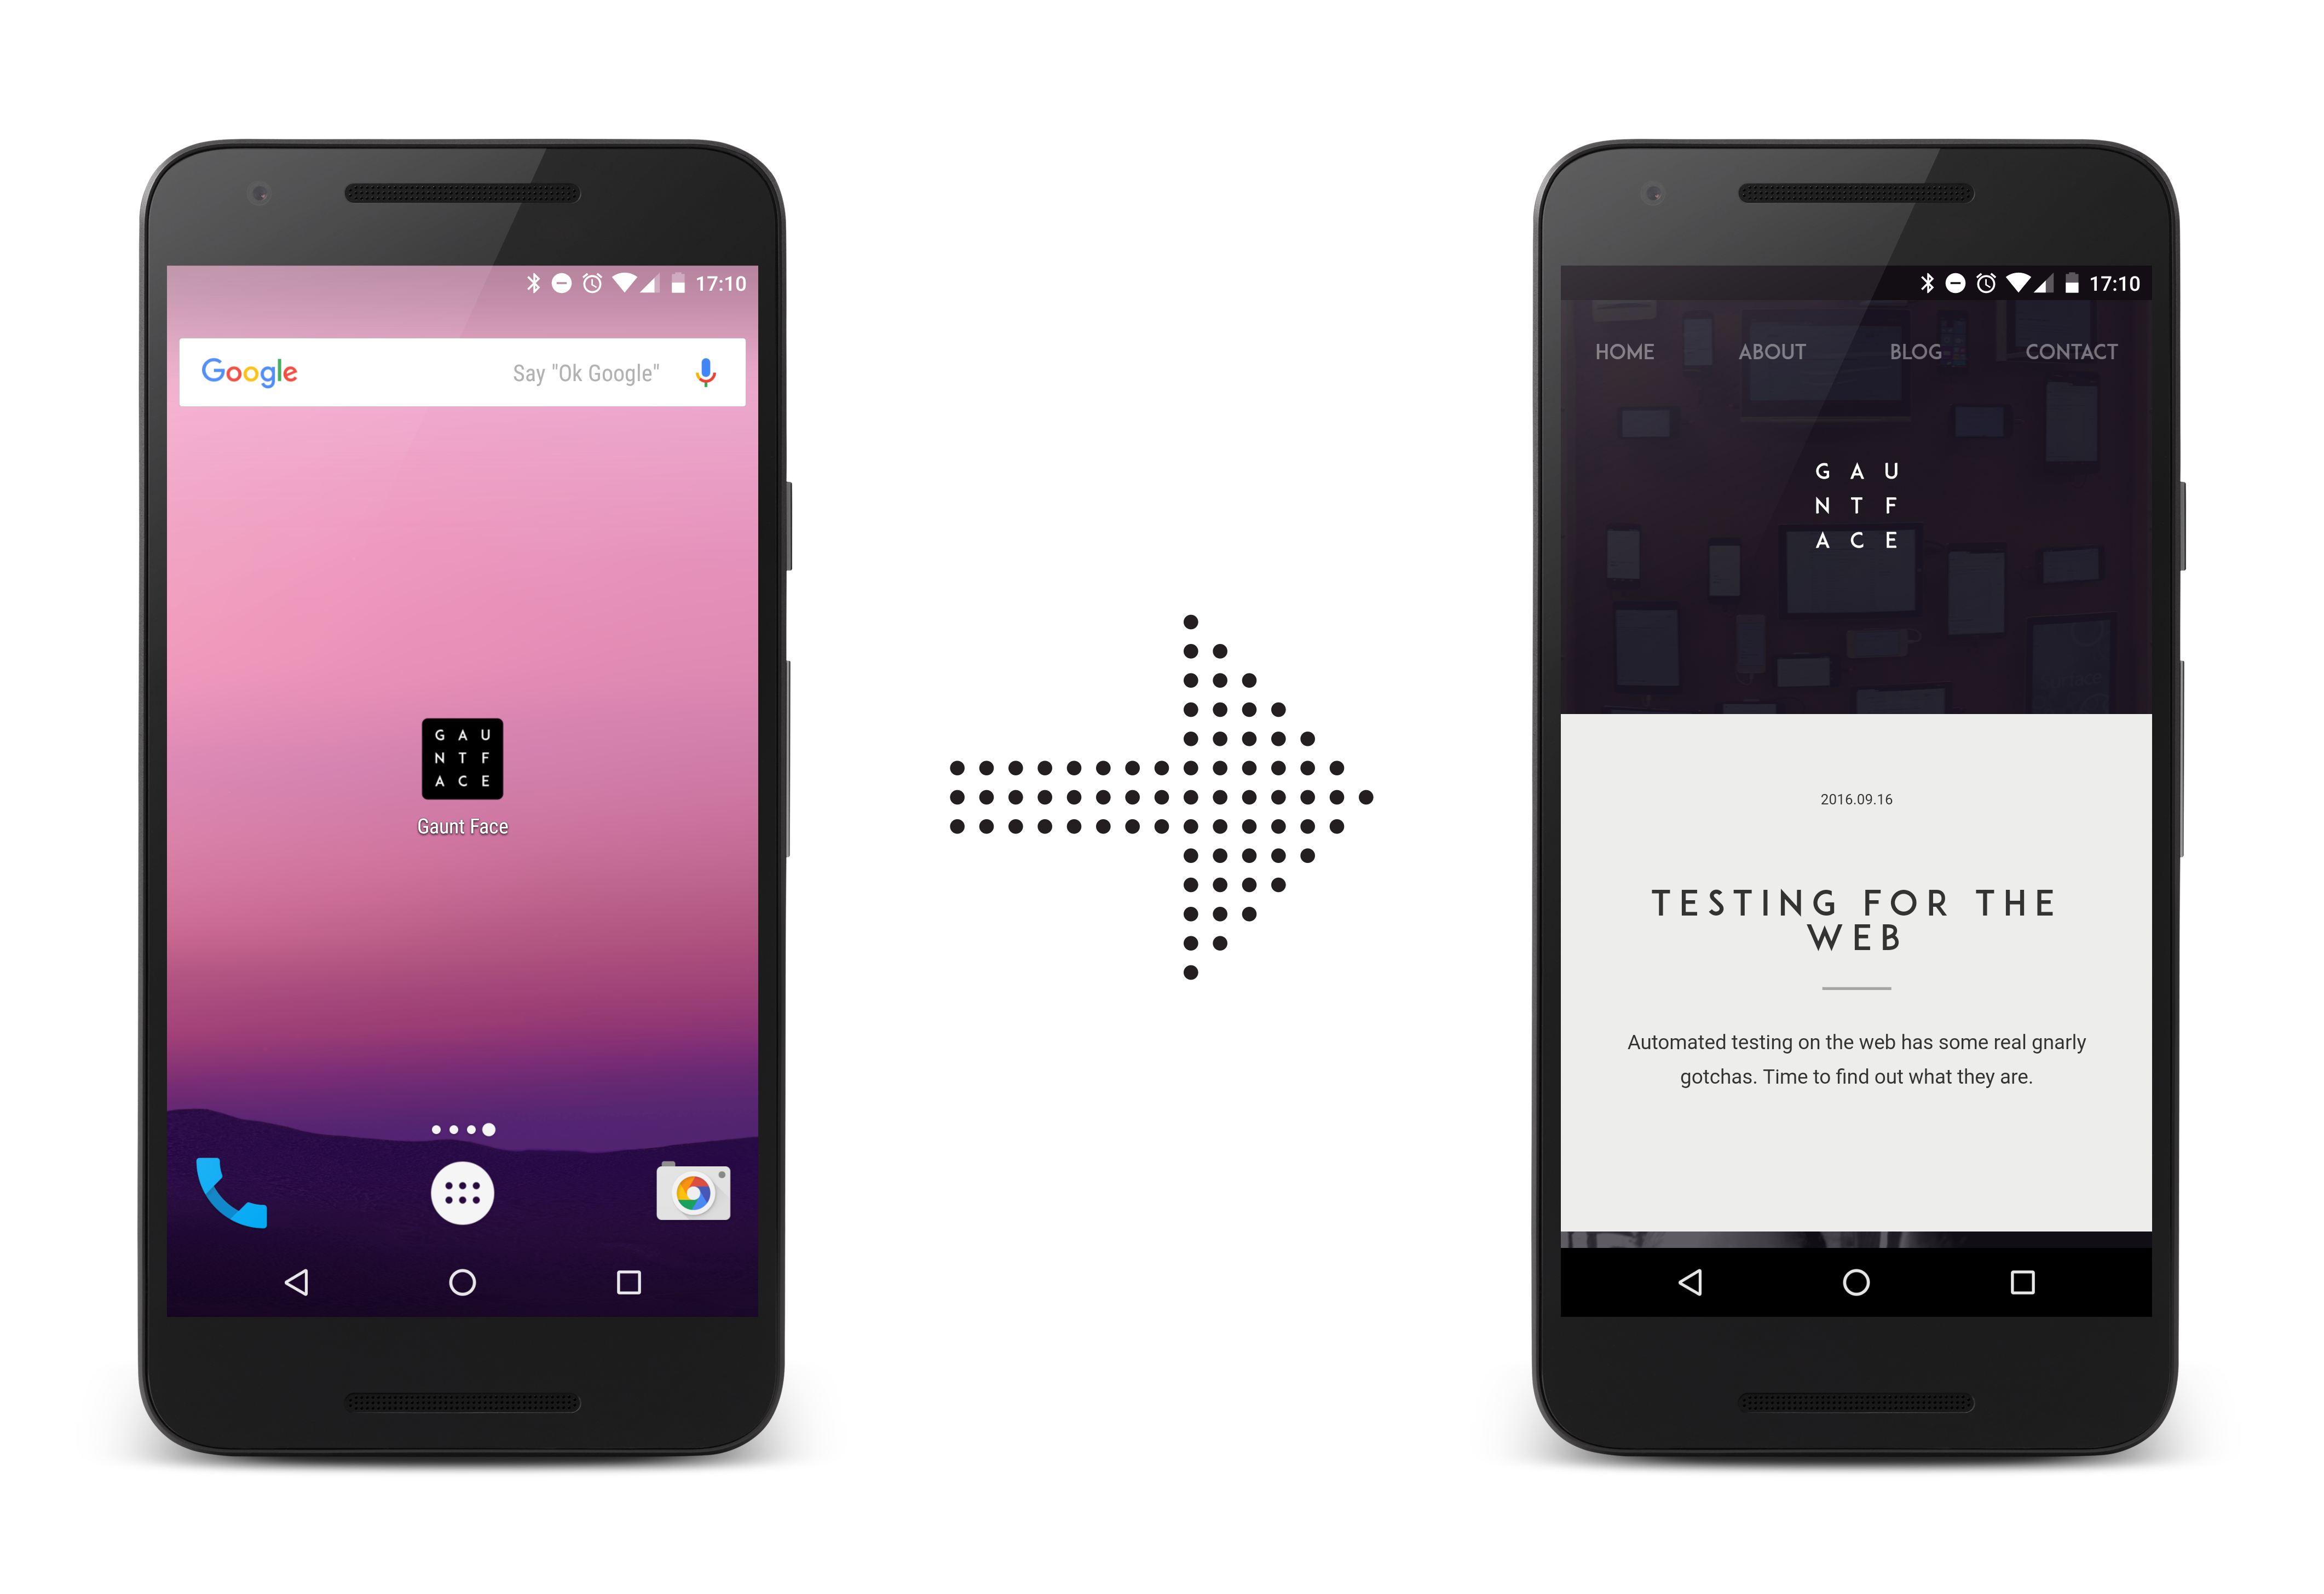 17:10
Google
Say "Ok Google"
G A U
N T F
A C E
Gaunt Face
17:10
HOME ABOUT BLOG CONTACT
G A U
N T F
A C E
2016.09.16
TESTING FOR THE
WEB
Automated testing on the web has some real gnarly
gotchas. Time to find out what they are.